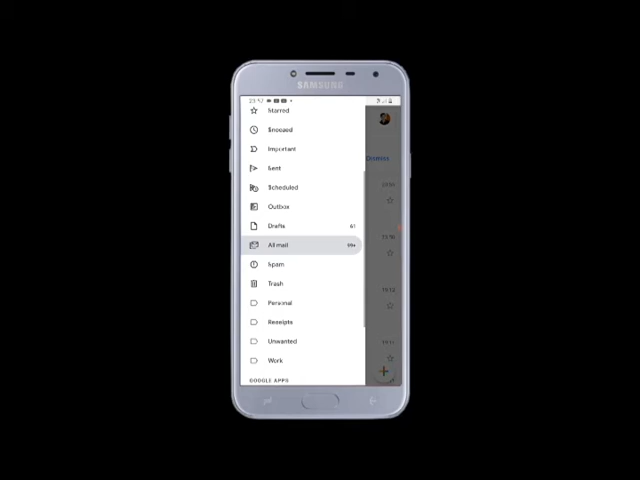 SAMSUNG
Starred
Snoozed
Important
Sent
Scheduled
Outbox
Drafts 61
All mail 99+
Spam
Trash
Personal
Receipts
Unwanted
Work
GOOGLE APPS
Dismiss